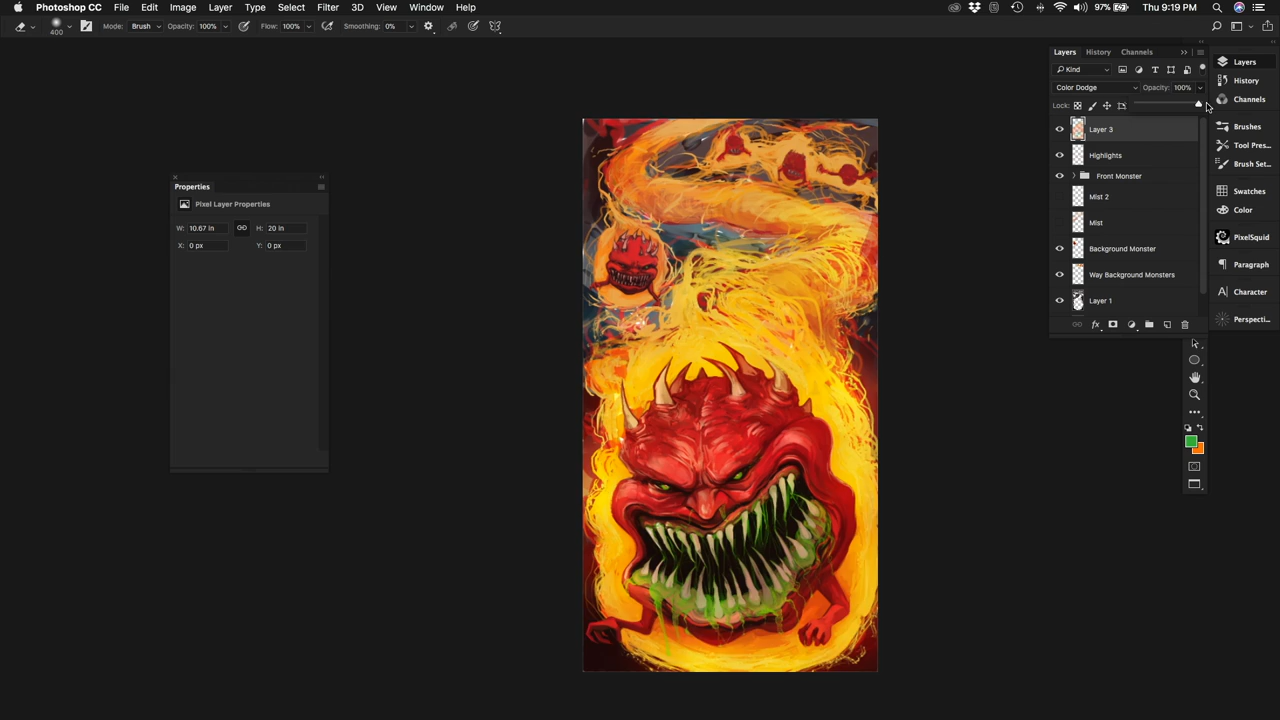 Photoshop CC File Edit Image Layer Type Select Filter 3D View Window Help 97% Thu 9:19 PM
400 Mode: Brush Opacity: 100% Flow: 100% Smoothing: 0%
Layers History Channels
Kind
Color Dodge Opacity: 100%
Lock:
Layer 3
Highlights
Front Monster
Mist 2
Mist
Background Monster
Way Background Monsters
Layer 1
fx
Layers
History
Channels
Brushes
Tool Pres...
Brush Set...
Swatches
Color
PixelSquid
Paragraph
Character
Perspecti...
Properties
Pixel Layer Properties
W: 10.67 in H: 20 in
X: 0 px Y: 0 px